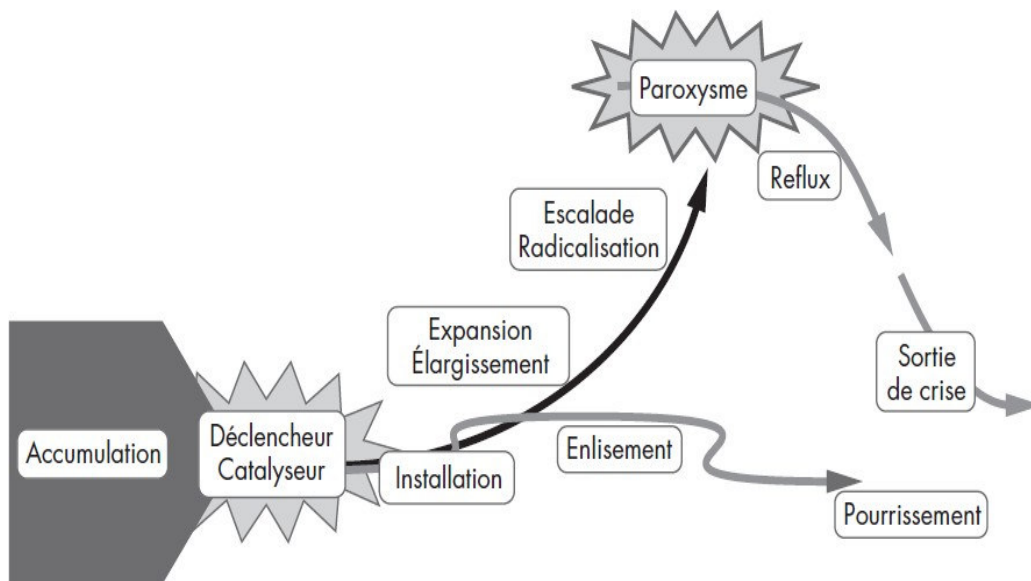 Paroxysme
Reflux
Escalade
Radicalisation
Expansion
Élargissement
Sortie
de crise
Accumulation
Déclencheur
Catalyseur
Installation
Enlisement
Pourrissement